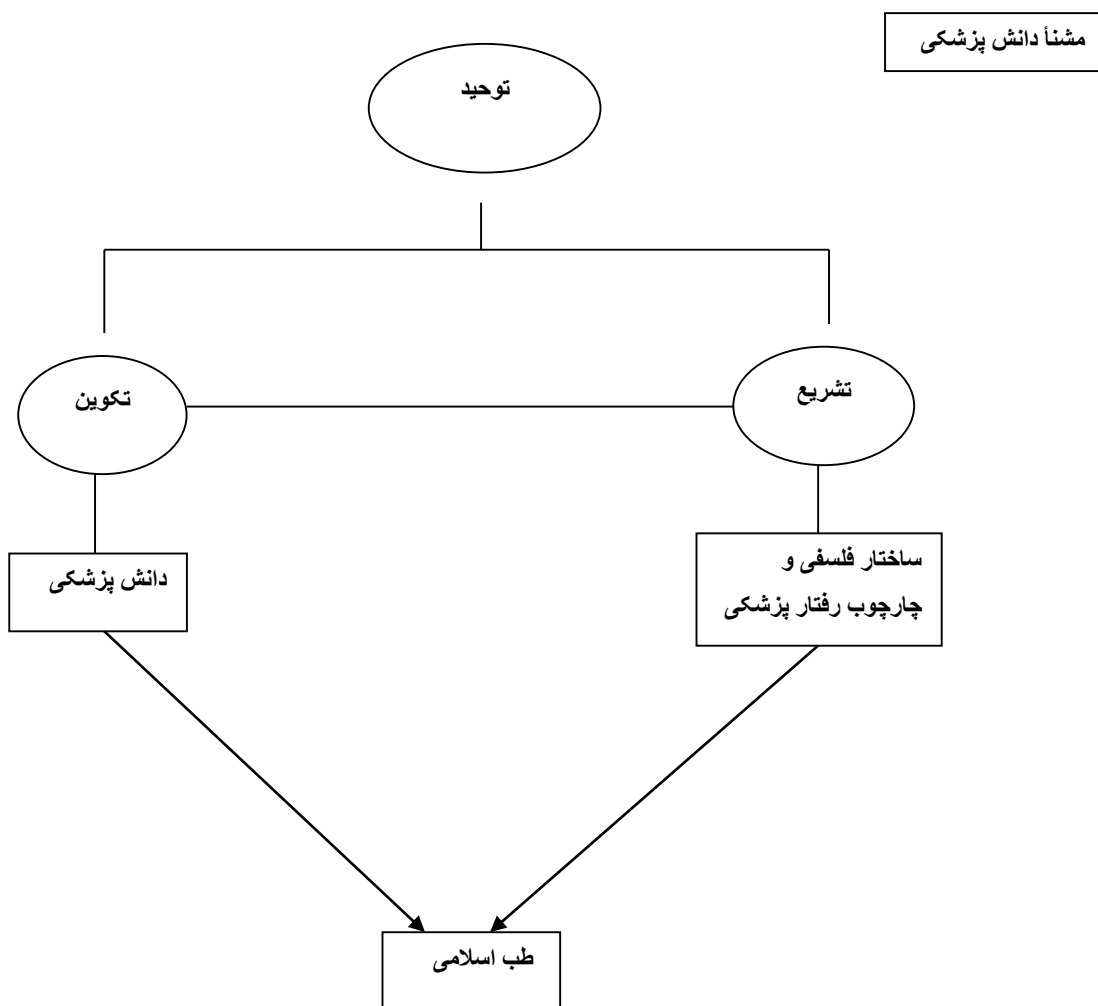 مشنأ دانش پزشکی
توحید
تشریع
تکوین
ساختار فلسفی و
چارچوب رفتار پزشکی
دانش پزشکی
طب اسلامی